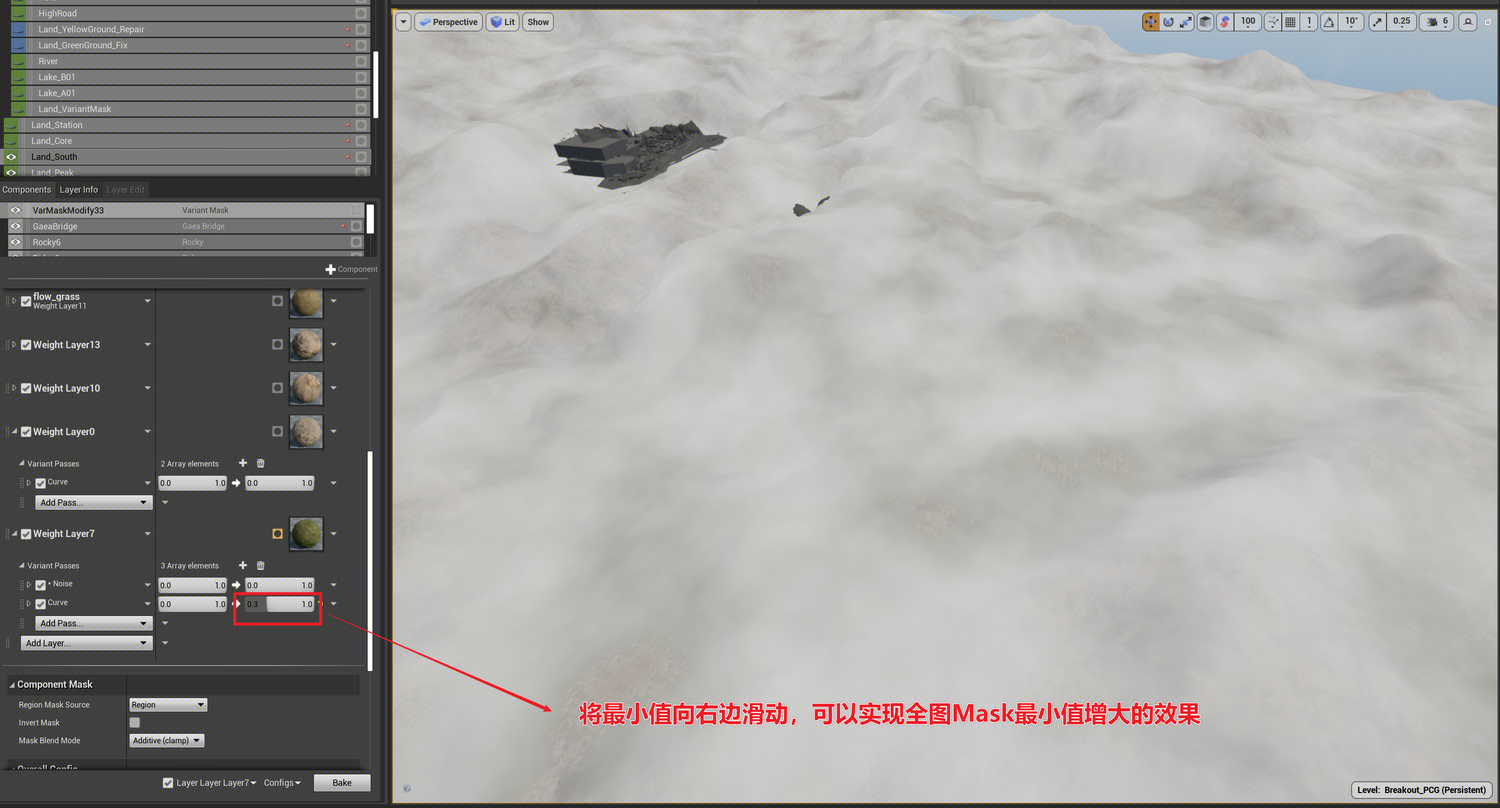 HighRoad
Land_YellowGround_Repair
Land_GreenGround_Fix
River
Lake_B01
Lake_A01
Land_VariantMask
Land_Station
Land_Core
Land_South
Land_Peak
Components Layer Info Layer Edit
VarMaskModify33 Variant Mask
GaeaBridge Gaea Bridge
Rocky6 Rocky
Component
flow_grass
Weight Layer11
Weight Layer13
Weight Layer10
Weight Layer0
Variant Passes 2 Array elements
Curve 0.0 1.0 0.0 1.0
Add Pass...
Weight Layer7
Variant Passes 3 Array elements
* Noise 0.0 1.0 0.0 1.0
Curve 0.0 1.0 0.3 1.0
Add Pass...
Add Layer...
Component Mask
Region Mask Source Region
Invert Mask
Mask Blend Mode Additive (clamp)
Overall Config
Layer Layer Layer7 Configs Bake
Perspective Lit Show
100 1 10° 0.25 6
将最小值向右边滑动，可以实现全图Mask最小值增大的效果
Level: Breakout_PCG (Persistent)